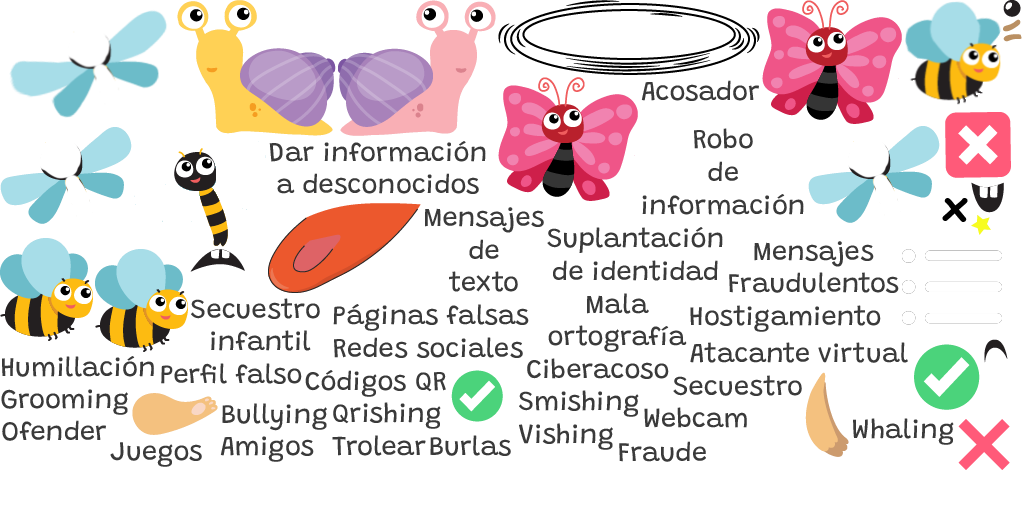 Acosador
Dar información
a desconocidos
Robo
de
información
Mensajes
de
texto
Suplantación
de identidad
Mensajes
Fraudulentos
Secuestro
infantil
Páginas falsas
Mala
ortografía
Hostigamiento
Redes sociales
Atacante virtual
Humillación
Perfil falso
Códigos QR
Ciberacoso
Secuestro
Grooming
Bullying
Qrishing
Smishing
Webcam
Whaling
Ofender
Juegos
Amigos
Trolear
Burlas
Vishing
Fraude